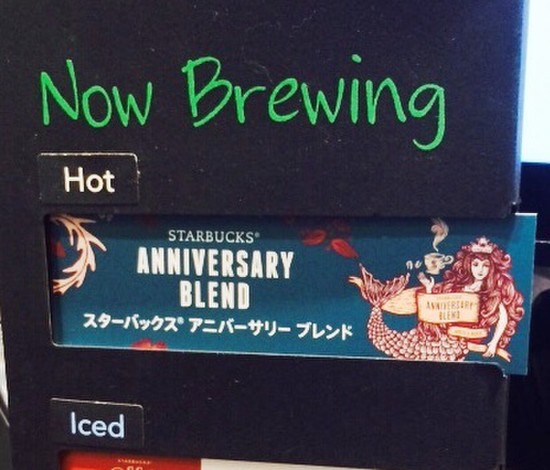 Now Brewing
Hot
STARBUCKS®
ANNIVERSARY
BLEND
スターバックス® アニバーサリー ブレンド
ANNIVERSARY
BLEND
Iced